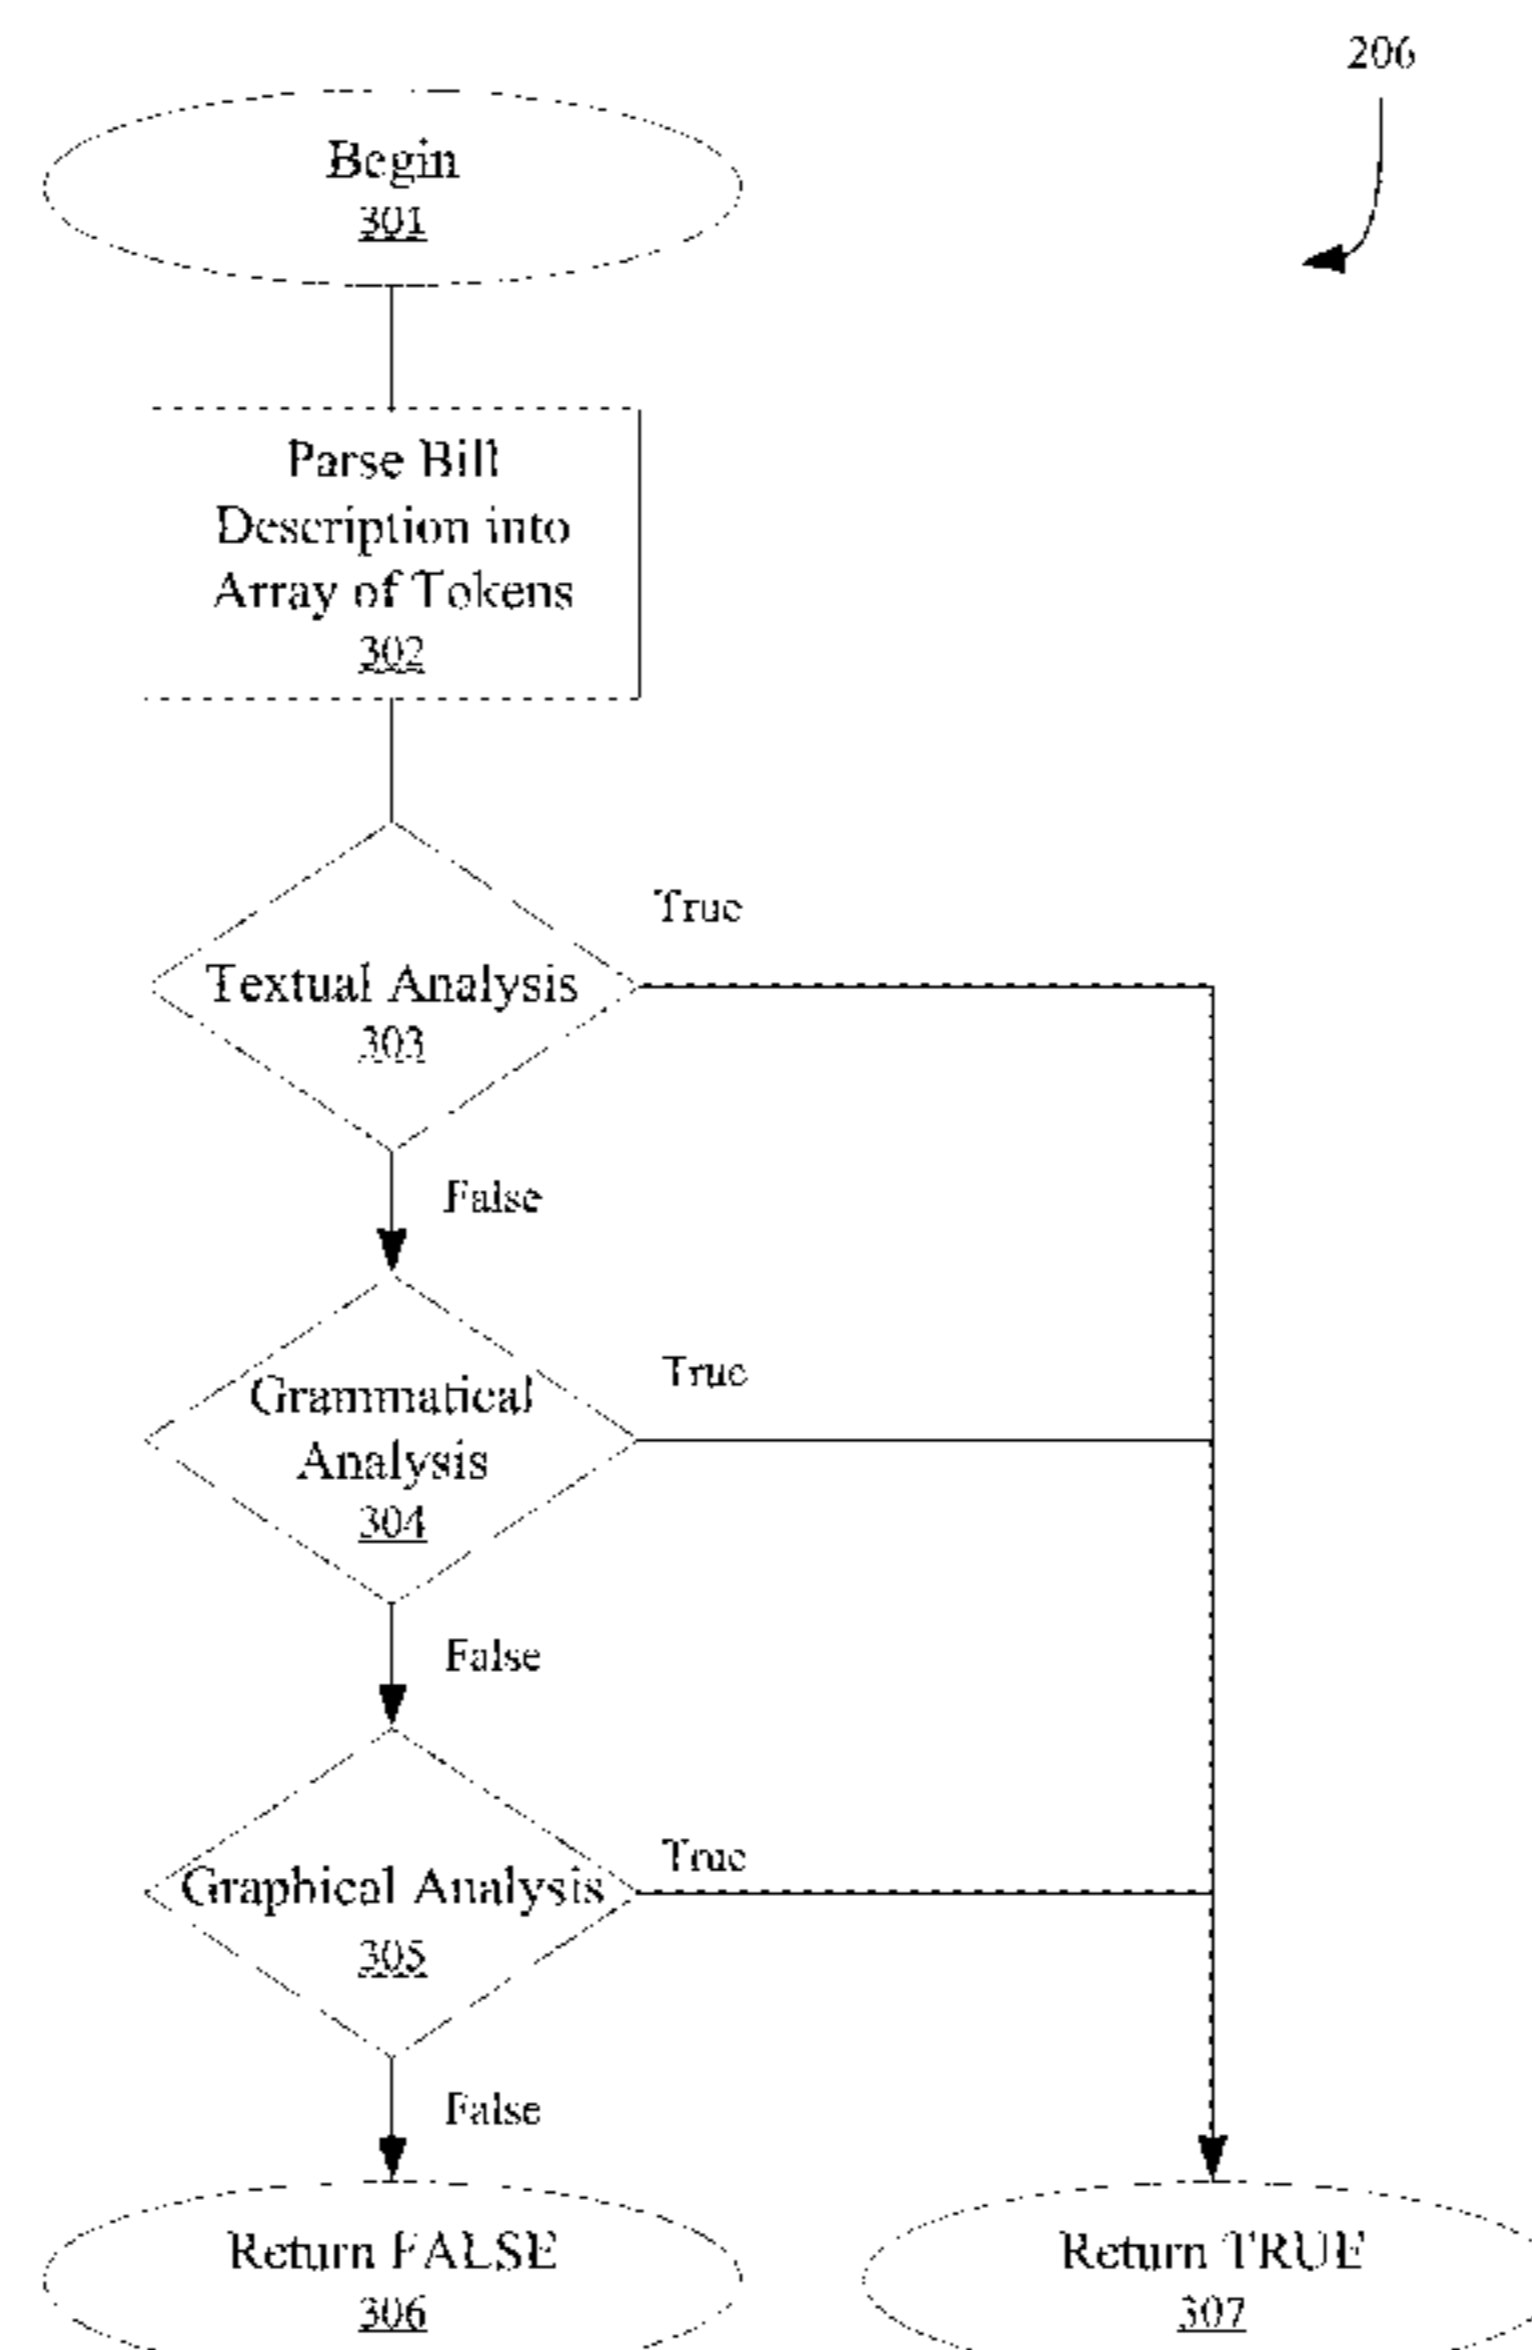 206
Begin
301
Parse Bill
Description into
Array of Tokens
302
True
Textual Analysis
303
False
True
Grammatical
Analysis
304
False
True
Graphical Analysis
305
False
Return FALSE
306
Return TRUE
307